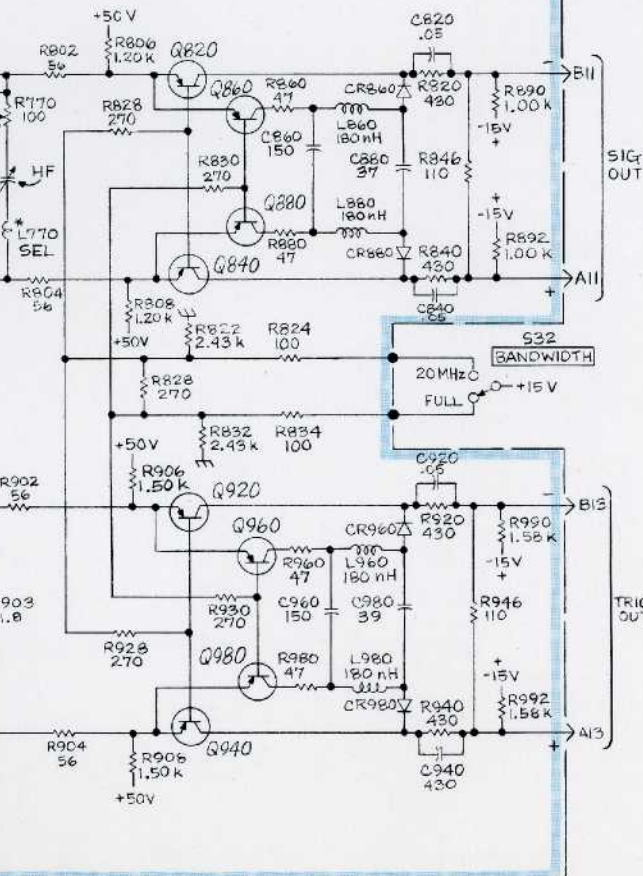 +50V
C820
.05
R802
56
R806
1.20K
Q820
Q860
R860
47
CR860
R820
430
B11
R770
100
R828
270
C860
150
L860
180nH
C880
37
R846
110
R890
1.00 K
-15V
+
SIG
OUT
HF
R830
270
Q880
L880
180nH
+
-15V
L770
SEL
R880
47
CR880
R840
430
R892
1.00K
R804
56
Q840
A11
+
R808
1.20K
+50V
R822
2.43K
R824
100
C840
.05
S32
BANDWIDTH
R828
270
20MHz
FULL
+15V
+50V
R832
2.43K
R834
100
C920
.05
R902
56
R906
1.50K
Q920
B13
Q960
CR960
R920
430
R990
1.58K
R960
47
L960
180 nH
-15V
+
903
1.8
R930
270
C960
150
C980
39
R946
110
TRIG
OUT
R928
270
Q980
R980
47
L980
180 nH
+
-15V
CR980
R940
430
R992
1.58K
R904
56
Q940
A13
+
R908
1.50K
C940
430
+50V